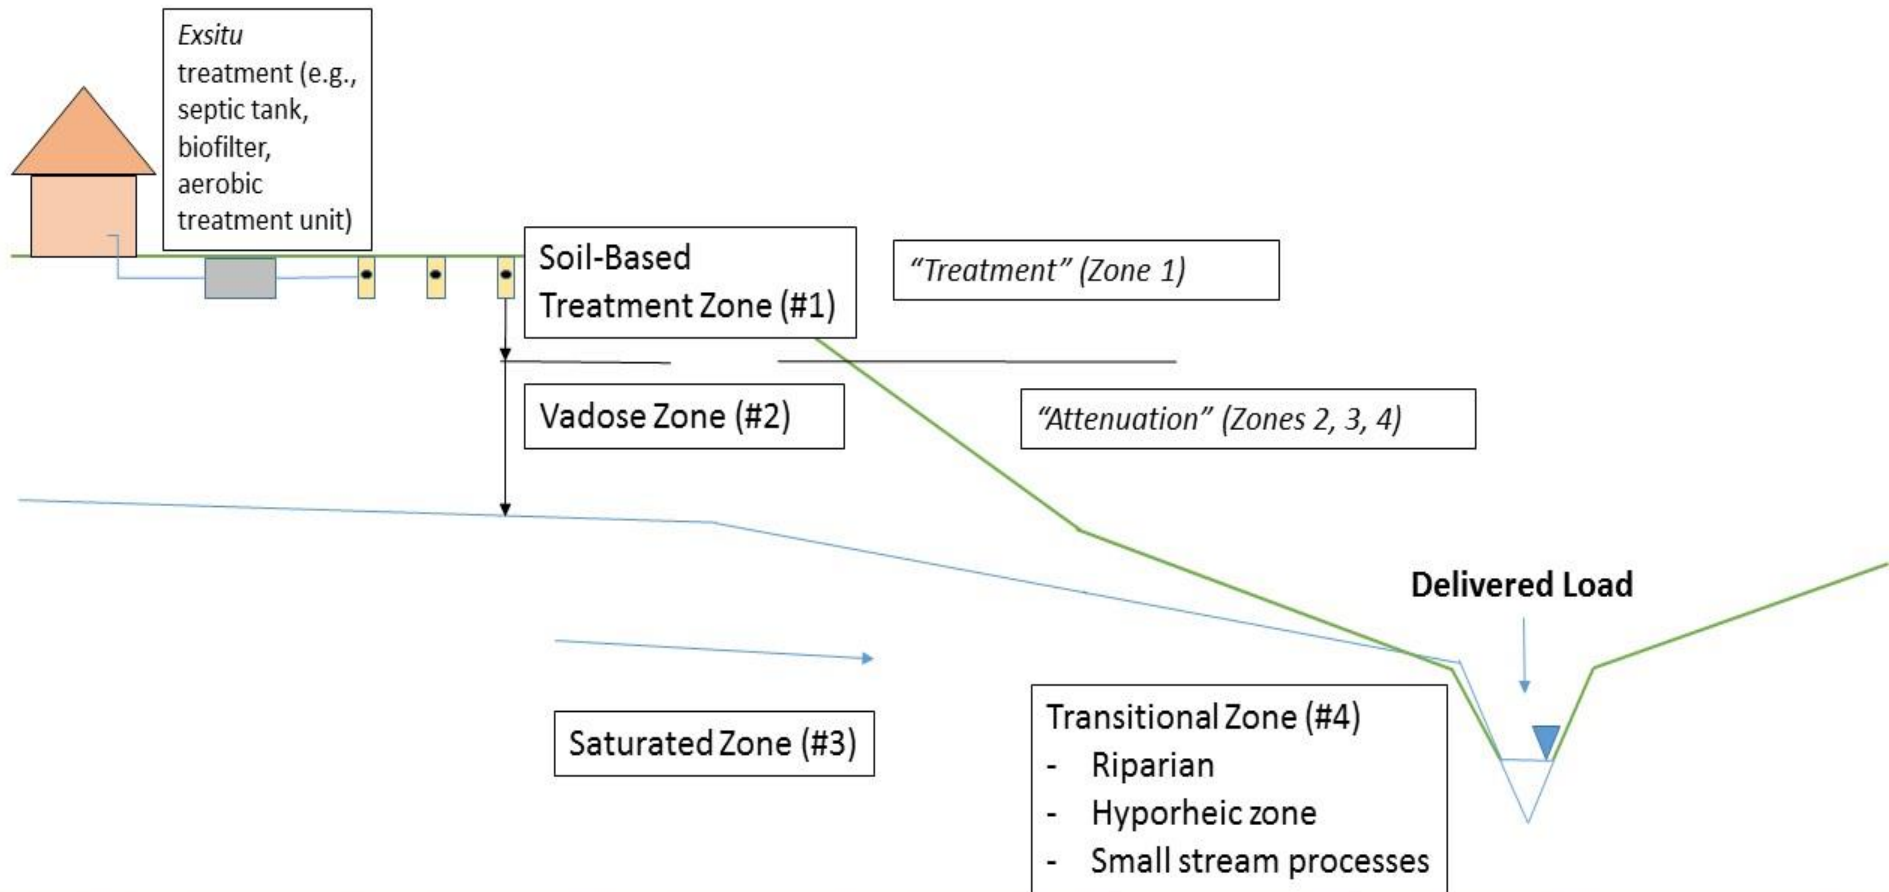 Exsitu
treatment (e.g.,
septic tank,
biofilter,
aerobic
treatment unit)
Soil-Based
Treatment Zone (#1)
“Treatment” (Zone 1)
Vadose Zone (#2)
“Attenuation” (Zones 2, 3, 4)
Delivered Load
Saturated Zone (#3)
Transitional Zone (#4)
- Riparian
- Hyporheic zone
- Small stream processes